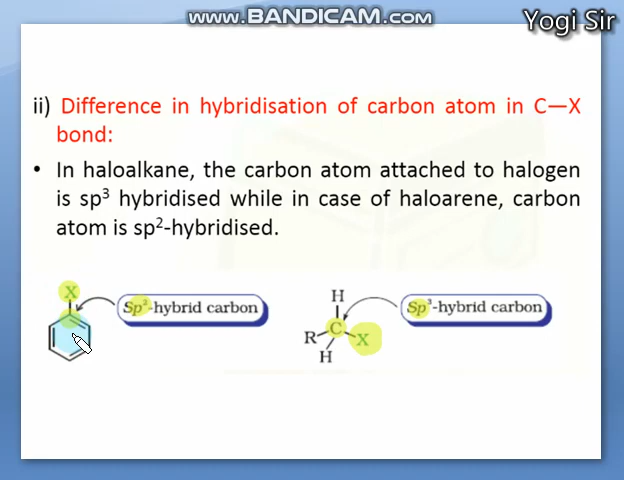 WWW.BANDICAM.COM
Yogi Sir
ii) Difference in hybridisation of carbon atom in C—X
bond:
• In haloalkane, the carbon atom attached to halogen
is sp³ hybridised while in case of haloarene, carbon
atom is sp²-hybridised.
X
Sp²-hybrid carbon
H
Sp³-hybrid carbon
R C X
H